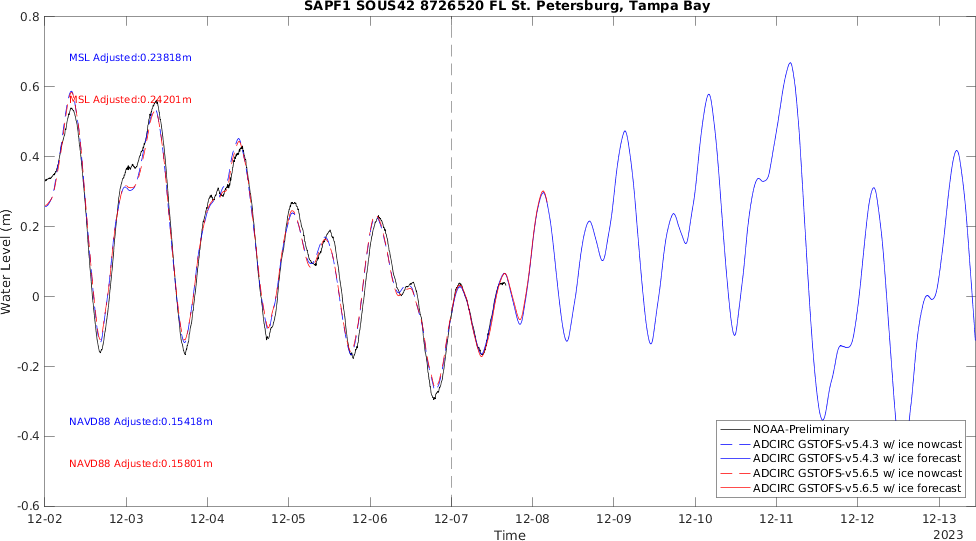 SAPF1 SOUS42 8726520 FL St. Petersburg, Tampa Bay
0.8
0.6
0.4
0.2
0
-0.2
-0.4
-0.6
Water Level (m)
MSL Adjusted:0.23818m
MSL Adjusted:0.24201m
NAVD88 Adjusted:0.15418m
NAVD88 Adjusted:0.15801m
NOAA-Preliminary
ADCIRC GSTOFS-v5.4.3 w/ ice nowcast
ADCIRC GSTOFS-v5.4.3 w/ ice forecast
ADCIRC GSTOFS-v5.6.5 w/ ice nowcast
ADCIRC GSTOFS-v5.6.5 w/ ice forecast
12-02 12-03 12-04 12-05 12-06 12-07 12-08 12-09 12-10 12-11 12-12 12-13
Time
2023